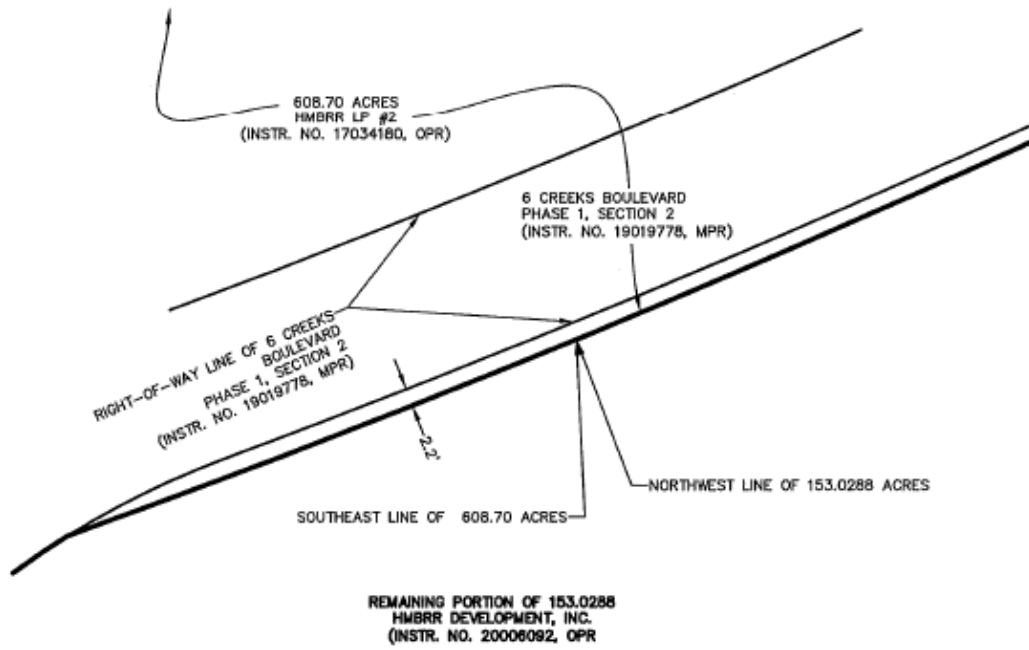 608.70 ACRES
HMBRR LP #2
(INSTR. NO. 17034180, OPR)
6 CREEKS BOULEVARD
PHASE 1, SECTION 2
(INSTR. NO. 19019778, MPR)
RIGHT-OF-WAY LINE OF 6 CREEKS
BOULEVARD
PHASE 1, SECTION 2
(INSTR. NO. 19019778, MPR)
2.2'
NORTHWEST LINE OF 153.0288 ACRES
SOUTHEAST LINE OF 608.70 ACRES
REMAINING PORTION OF 153.0288
HMBRR DEVELOPMENT, INC.
(INSTR. NO. 20006092, OPR